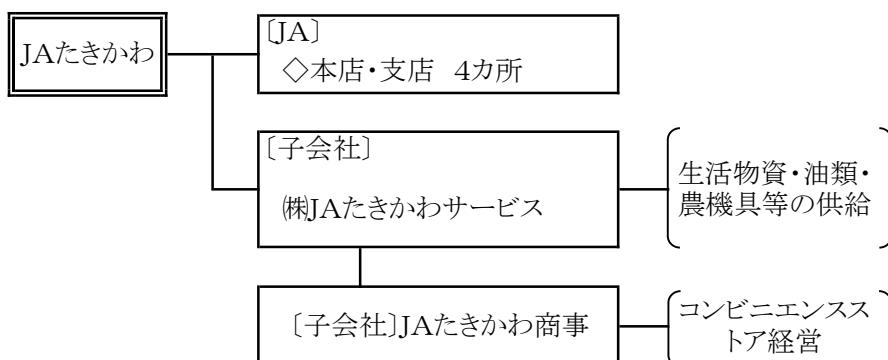 JAたきかわ
〔JA〕
◇本店・支店 4カ所
〔子会社〕
㈱JAたきかわサービス
生活物資・油類・
農機具等の供給
〔子会社〕JAたきかわ商事
コンビニエンスス
トア経営